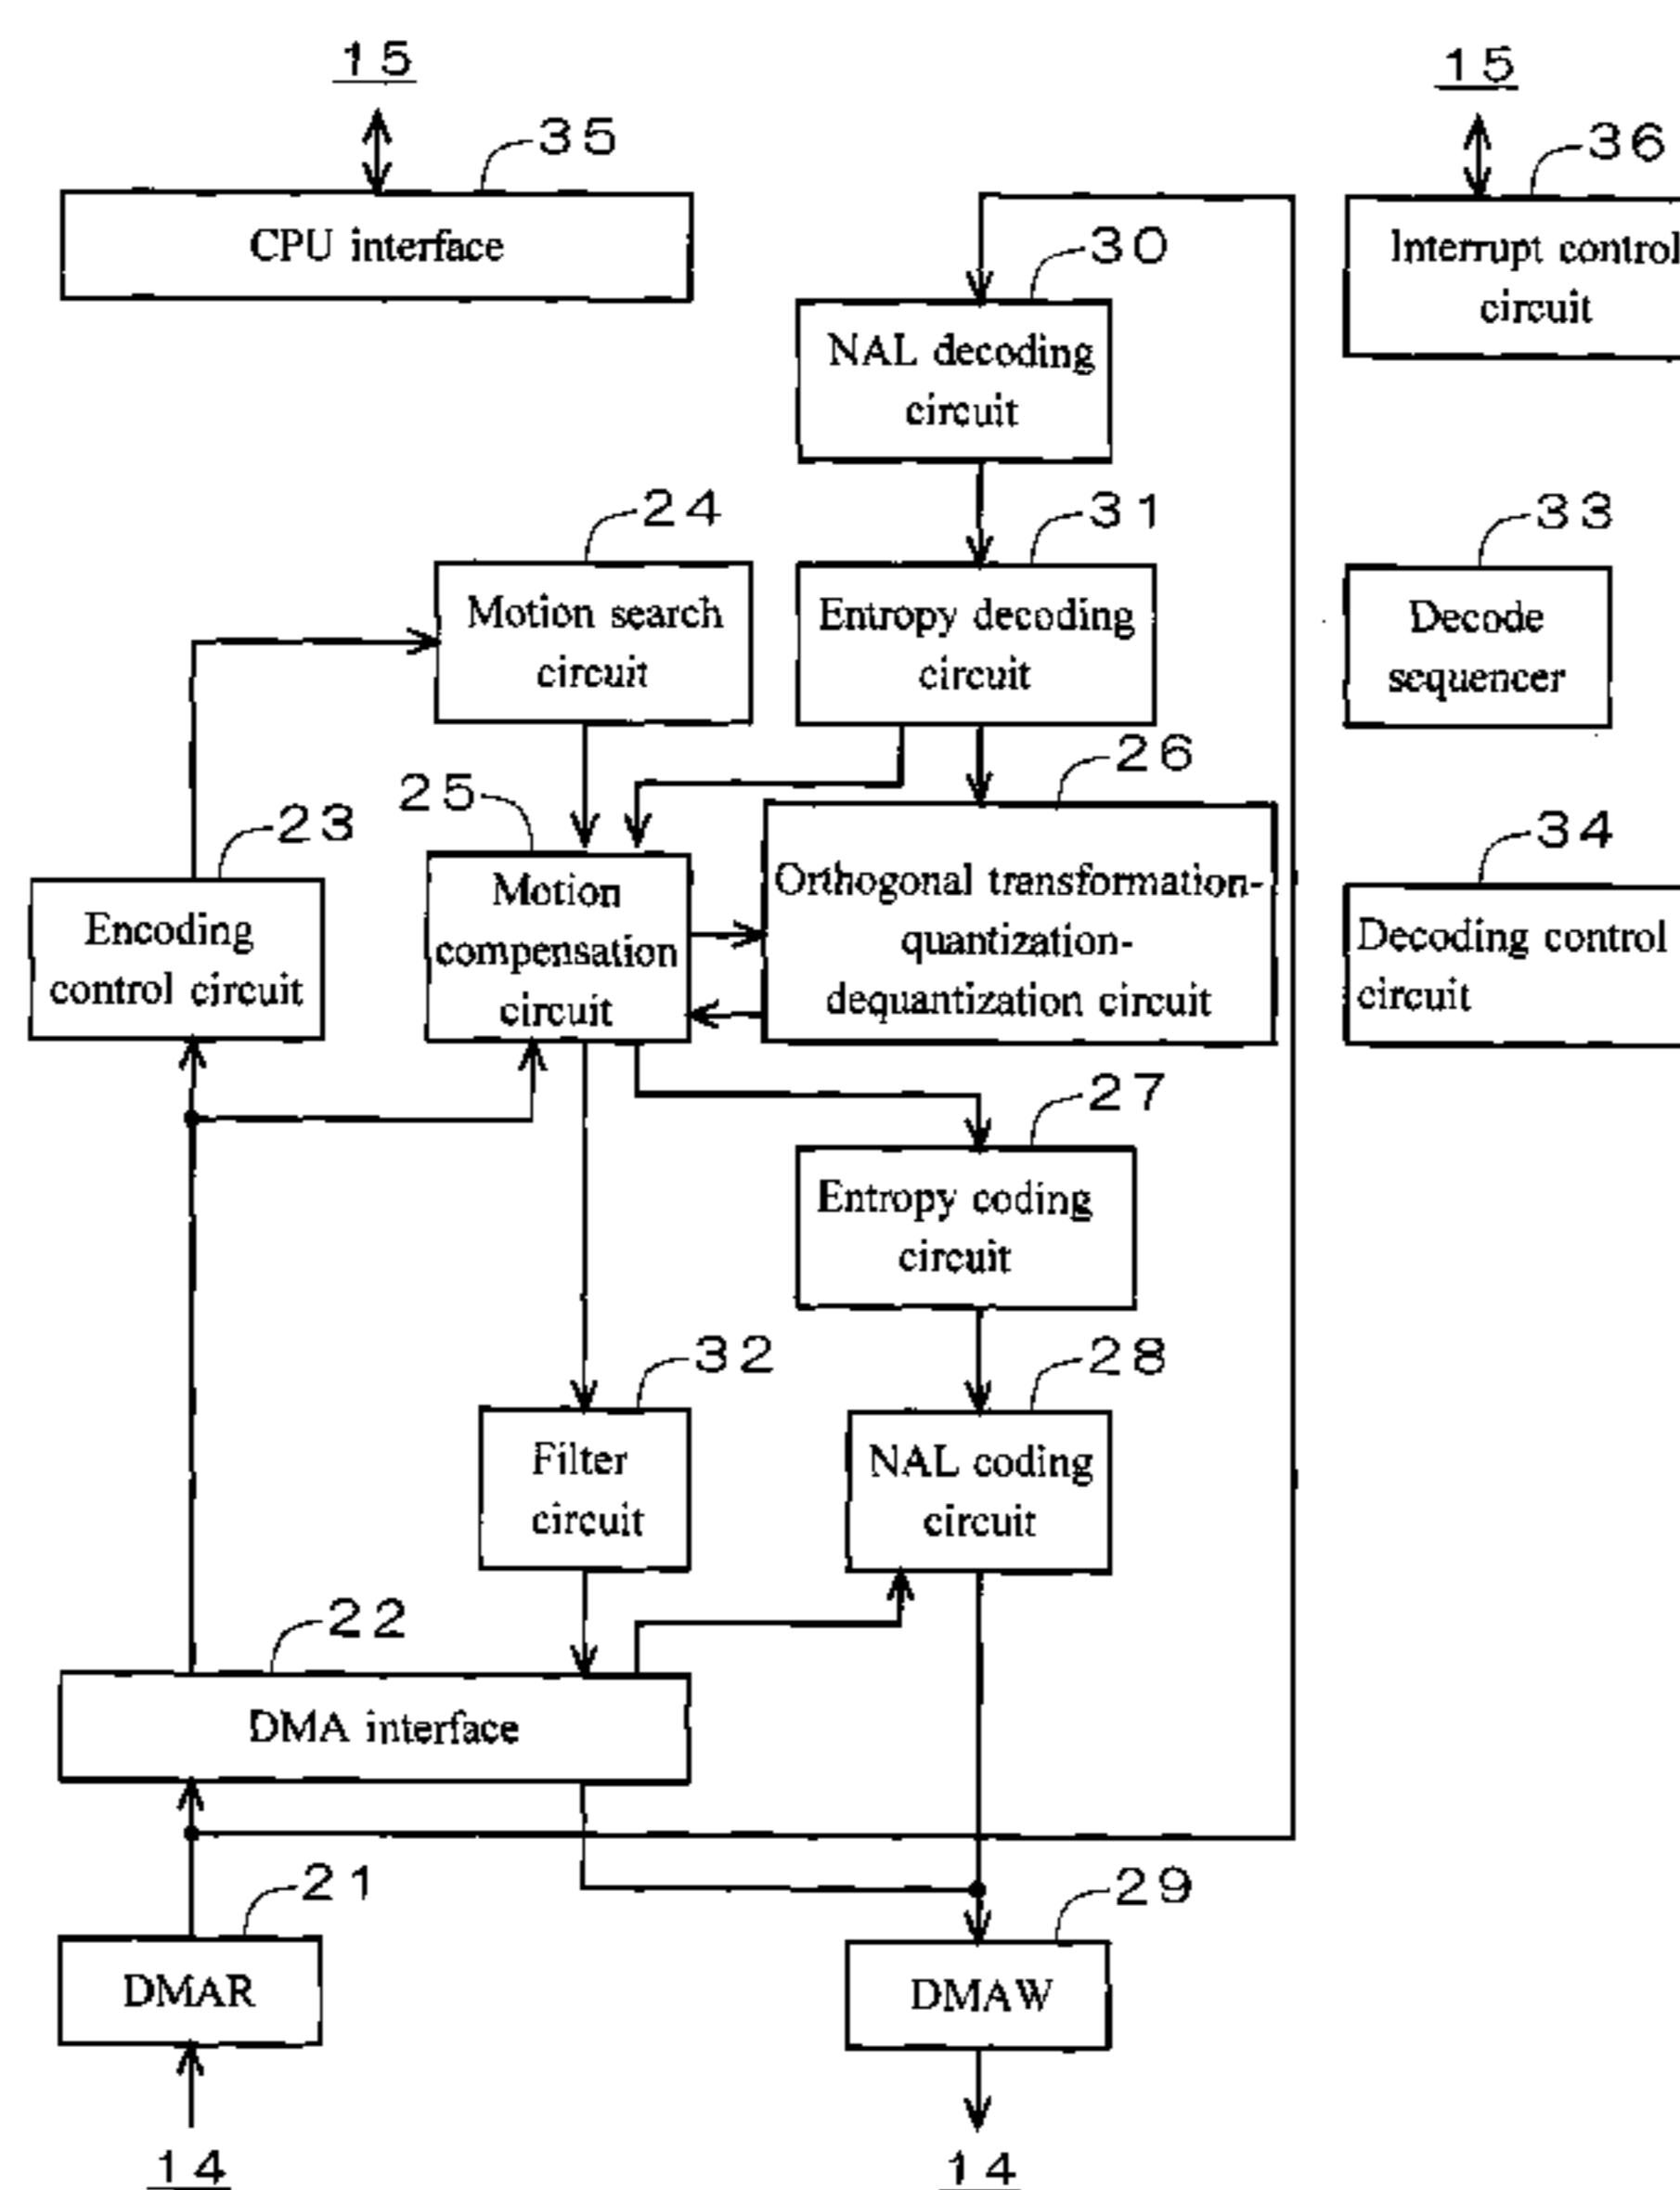 15
15
35
36
CPU interface
Interrupt control
circuit
30
NAL decoding
circuit
24
31
33
Motion search
circuit
Entropy decoding
circuit
Decode
sequencer
25
26
23
34
Encoding
control circuit
Motion
compensation
circuit
Orthogonal transformation-
quantization-
dequantization circuit
Decoding control
circuit
27
Entropy coding
circuit
32
28
Filter
circuit
NAL coding
circuit
22
DMA interface
21
29
DMAR
DMAW
14
14